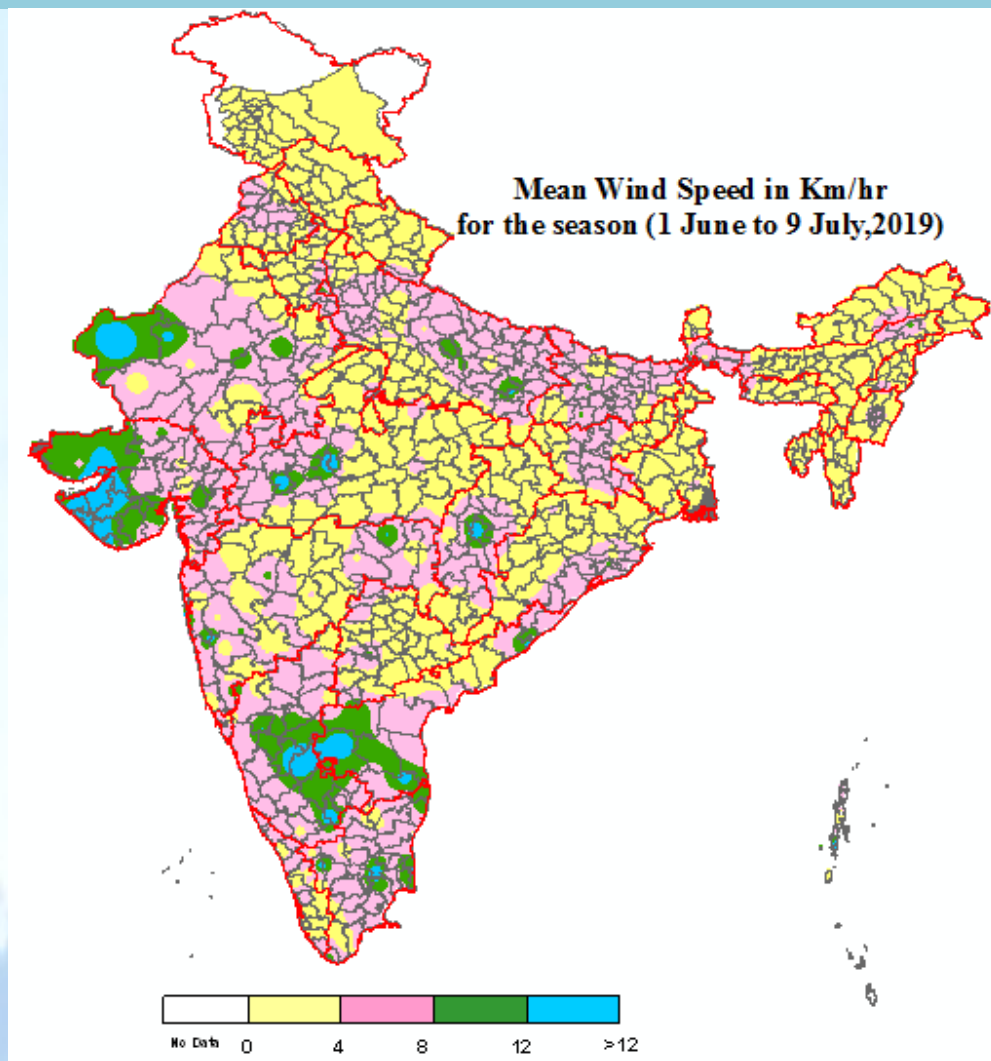 Mean Wind Speed in Km/hr
for the season (1 June to 9 July,2019)
No Data 0 4 8 12 >12